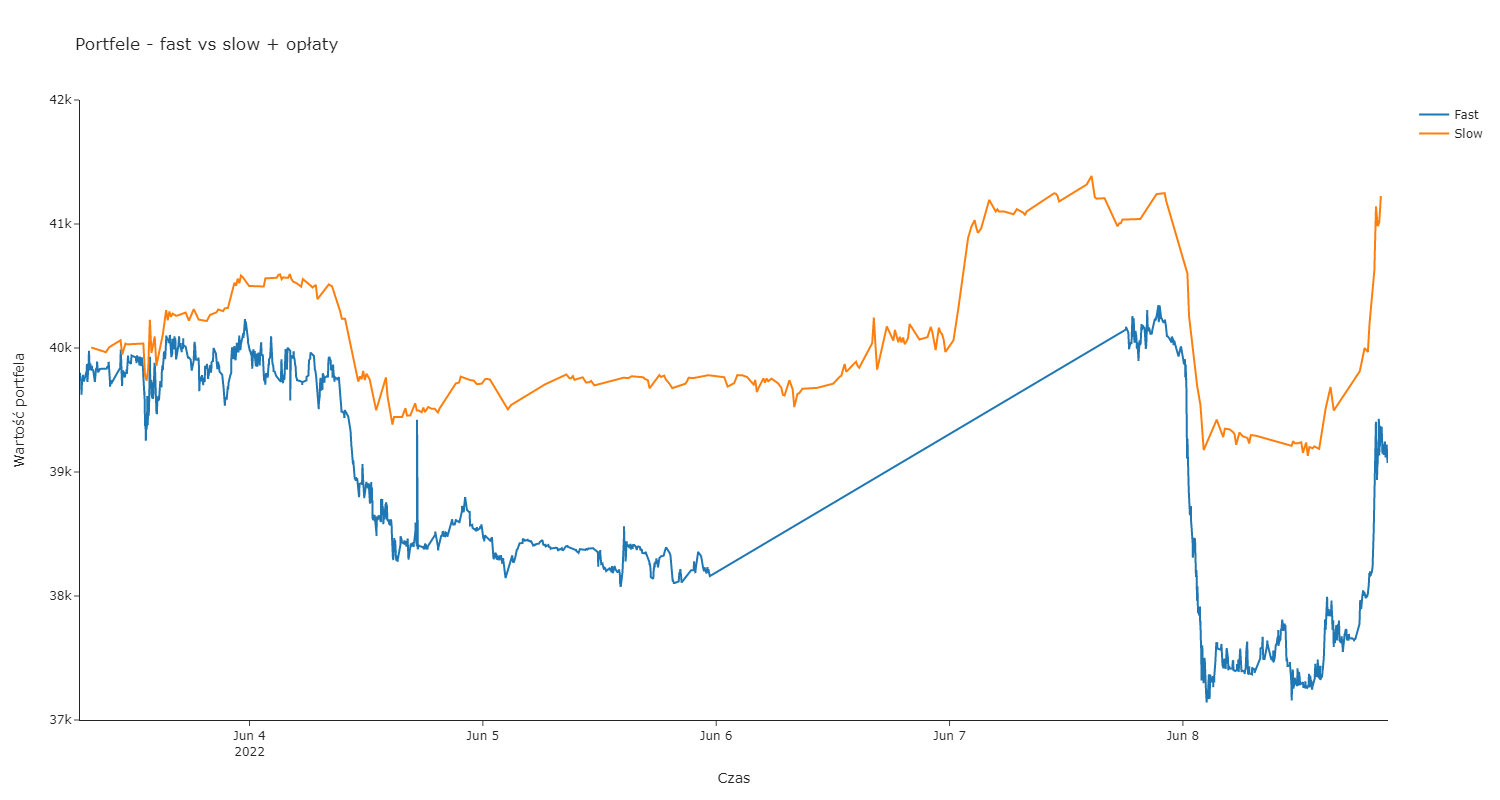 Portfele - fast vs slow + opłaty
Fast
Slow
Wartość portfela
42k
41k
40k
39k
38k
37k
Jun 4
2022
Jun 5
Jun 6
Jun 7
Jun 8
Czas